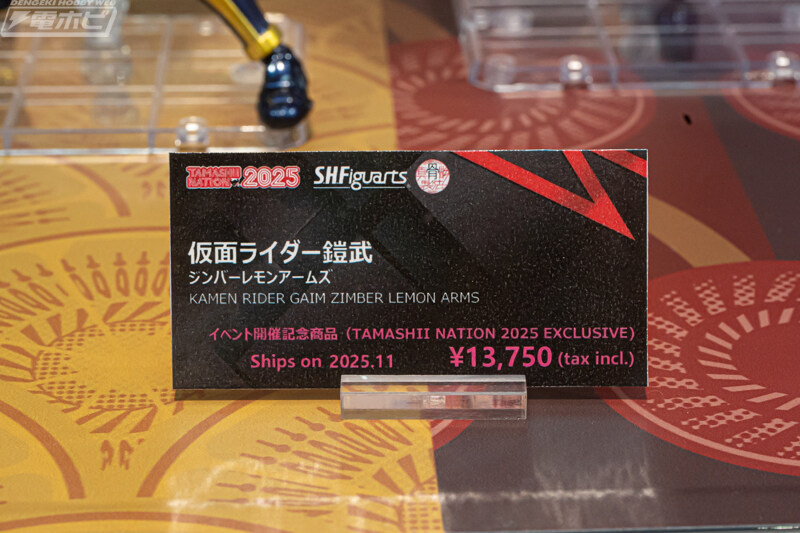 DENGEKI HOBBY WEB
電ホビ
TAMASHII NATION 2025
S.H.Figuarts 骨
仮面ライダー鎧武
ジンバーレモンアームズ
KAMEN RIDER GAIM ZIMBER LEMON ARMS
イベント開催記念商品（TAMASHII NATION 2025 EXCLUSIVE)
Ships on 2025.11 ¥13,750 (tax incl.)